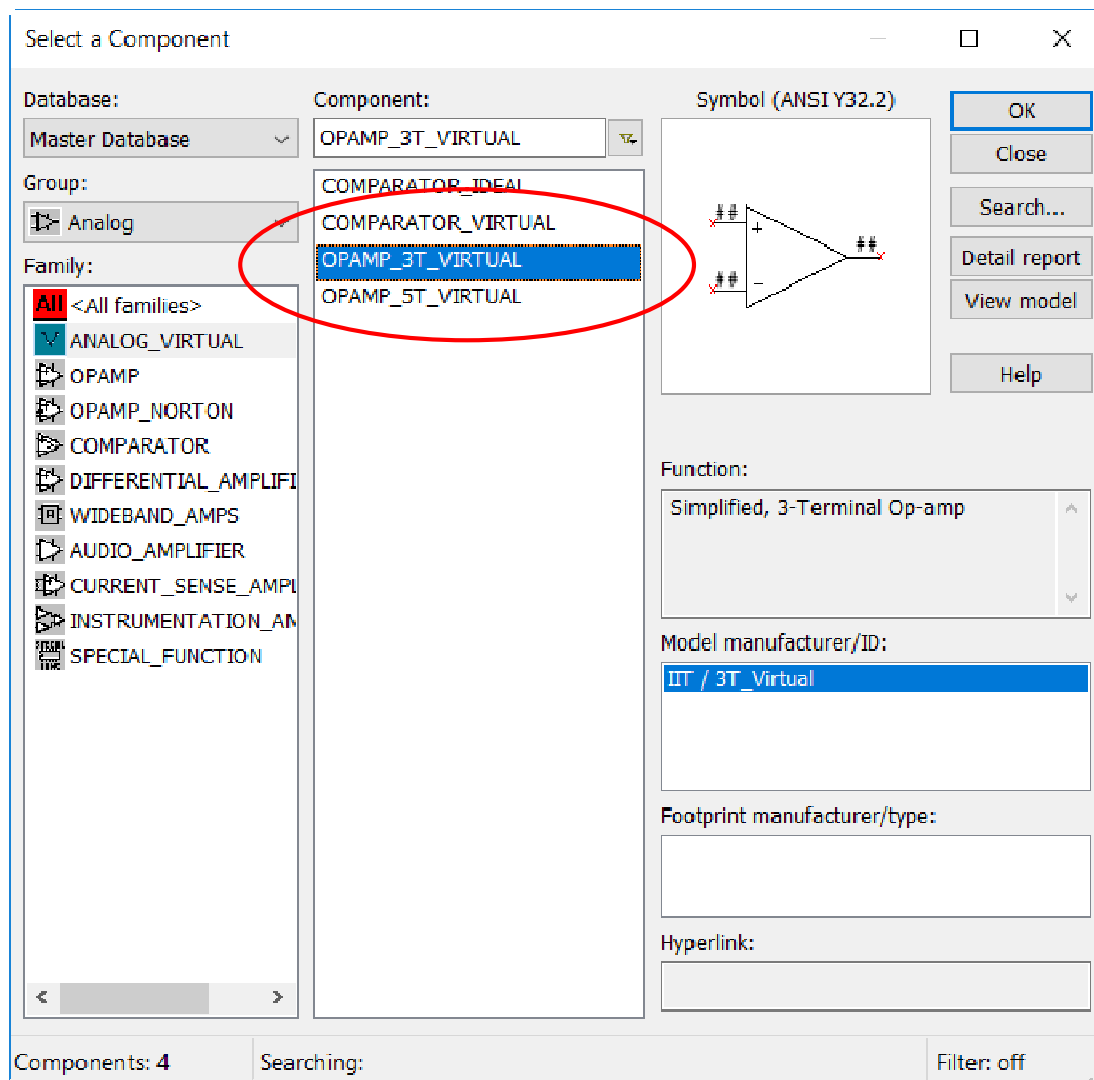 Select a Component
Database:
Master Database
Group:
Analog
Family:
All <All families>
ANALOG_VIRTUAL
OPAMP
OPAMP_NORTON
COMPARATOR
DIFFERENTIAL_AMPLIFI
WIDEBAND_AMPS
AUDIO_AMPLIFIER
CURRENT_SENSE_AMPL
INSTRUMENTATION_AM
SPECIAL_FUNCTION
Component:
OPAMP_3T_VIRTUAL
COMPARATOR_IDEAL
COMPARATOR_VIRTUAL
OPAMP_3T_VIRTUAL
OPAMP_5T_VIRTUAL
Symbol (ANSI Y32.2)
##
+
##
##
−
Function:
Simplified, 3-Terminal Op-amp
Model manufacturer/ID:
IIT / 3T_Virtual
Footprint manufacturer/type:
Hyperlink:
OK
Close
Search...
Detail report
View model
Help
Components: 4
Searching:
Filter: off